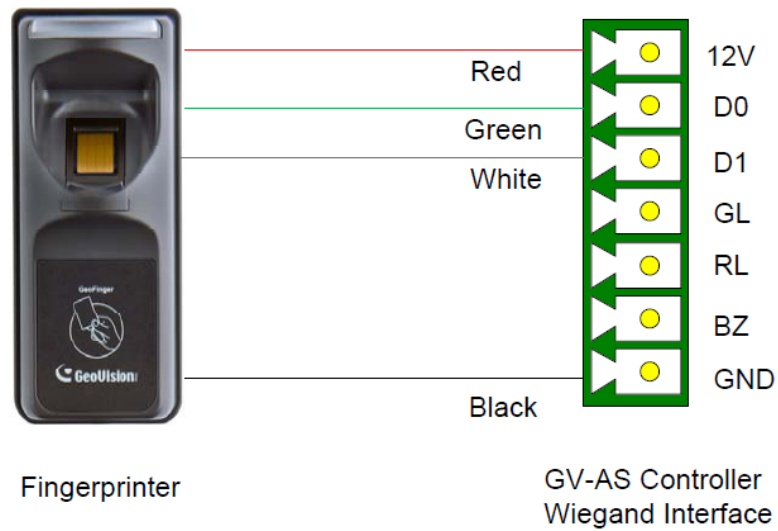 12V
Red
D0
Green
D1
White
GL
RL
BZ
GeoFinger
GeoVision
GND
Black
Fingerprinter
GV-AS Controller
Wiegand Interface